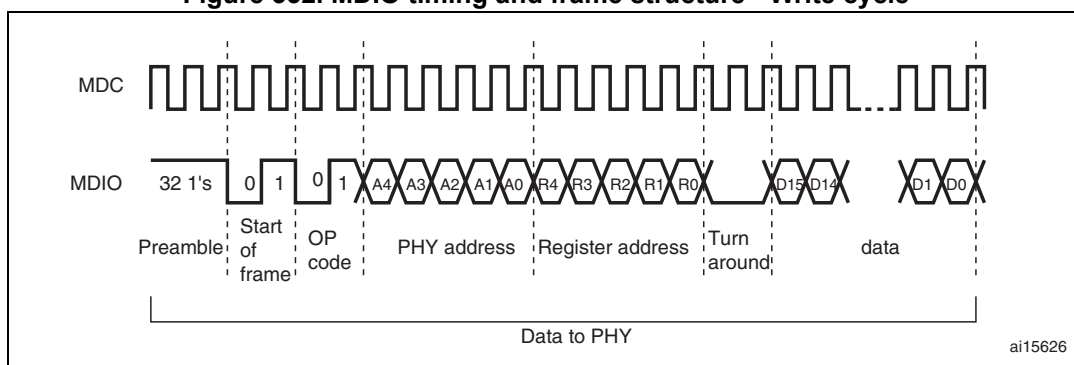 Figure MDIO timing and frame structure - Write cycle
MDC
MDIO
32 1's
0
1
0
1
A4
A3
A2
A1
A0
R4
R3
R2
R1
R0
D15
D14
D1
D0
Preamble
Start
of
frame
OP
code
PHY address
Register address
Turn
around
data
Data to PHY
ai15626